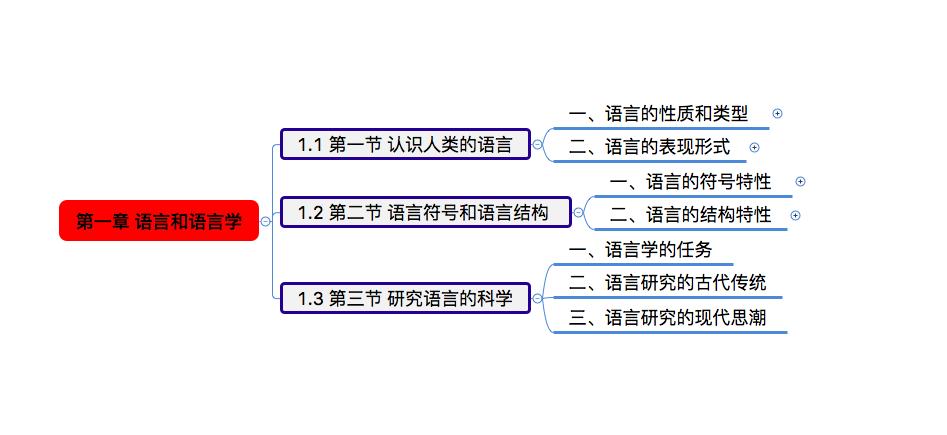 第一章 语言和语言学
1.1 第一节 认识人类的语言
一、语言的性质和类型
二、语言的表现形式
1.2 第二节 语言符号和语言结构
一、语言的符号特性
二、语言的结构特性
1.3 第三节 研究语言的科学
一、语言学的任务
二、语言研究的古代传统
三、语言研究的现代思潮